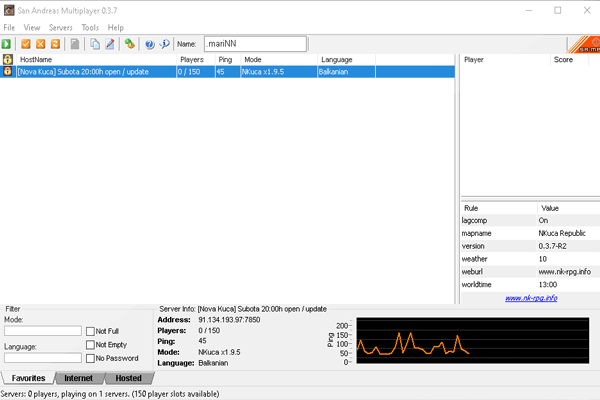 San Andreas Multiplayer 0.3.7
File View Servers Tools Help
Name: .mariNN
HostName Players Ping Mode Language
[Nova Kuca] Subota 20:00h open / update 0 / 150 45 NKuca x1.9.5 Balkanian
Player Score
Rule Value
lagcomp On
mapname NKuca Republic
version 0.3.7-R2
weather 10
weburl www.nk-rpg.info
worldtime 13:00
www.nk-rpg.info
Filter
Mode:
Language:
Not Full
Not Empty
No Password
Server Info: [Nova Kuca] Subota 20:00h open / update
Address: 91.134.193.97:7850
Players: 0 / 150
Ping: 45
Mode: NKuca x1.9.5
Language: Balkanian
Ping
200
150
100
50
0
Favorites Internet Hosted
Servers: 0 players, playing on 1 servers. (150 player slots available)